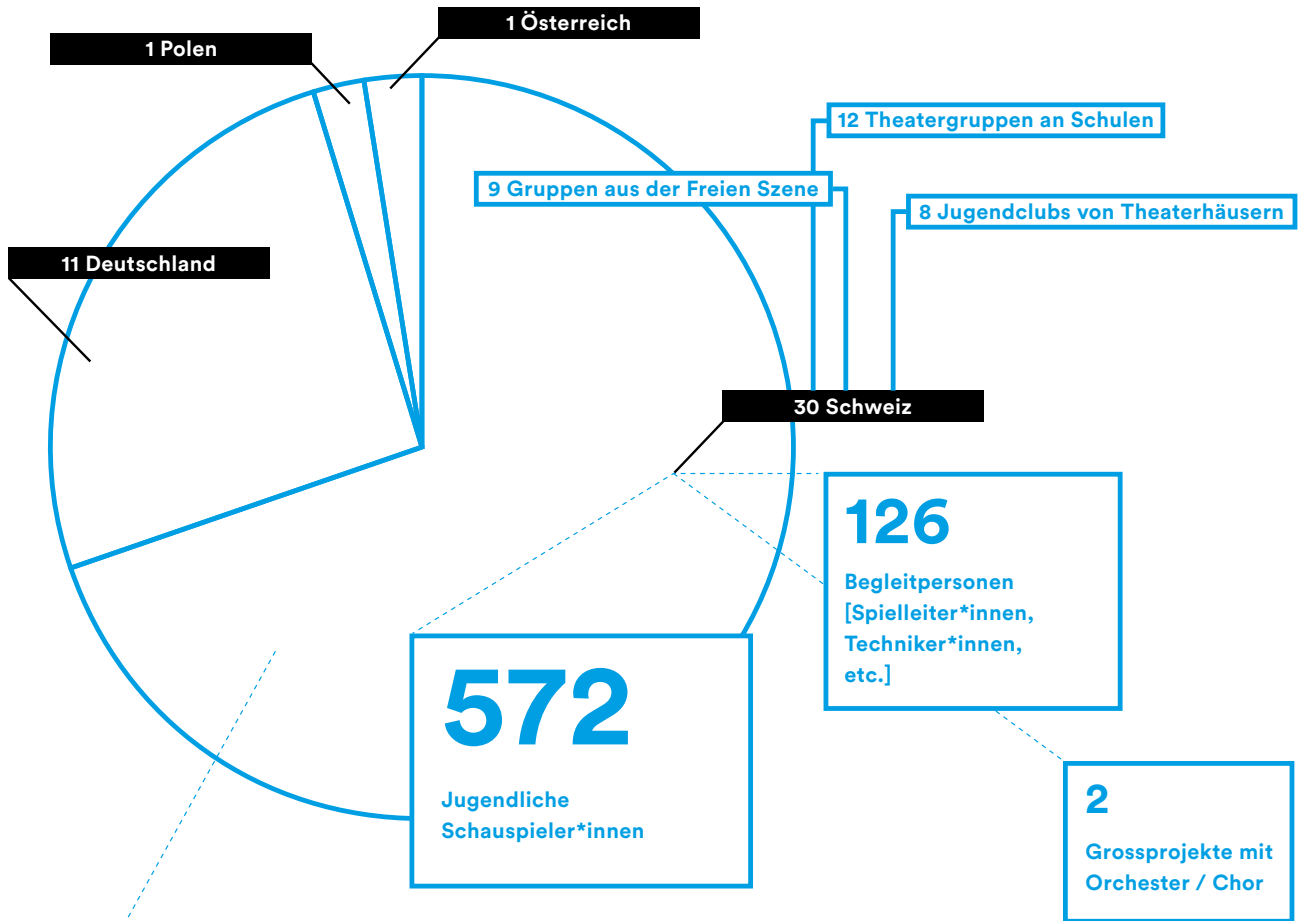 1 Österreich
1 Polen
12 Theatergruppen an Schulen
9 Gruppen aus der Freien Szene
8 Jugendclubs von Theaterhäusern
11 Deutschland
30 Schweiz
126
Begleitpersonen
[Spielleiter*innen,
Techniker*innen,
etc.]
572
Jugendliche
Schauspieler*innen
2
Grossprojekte mit
Orchester / Chor